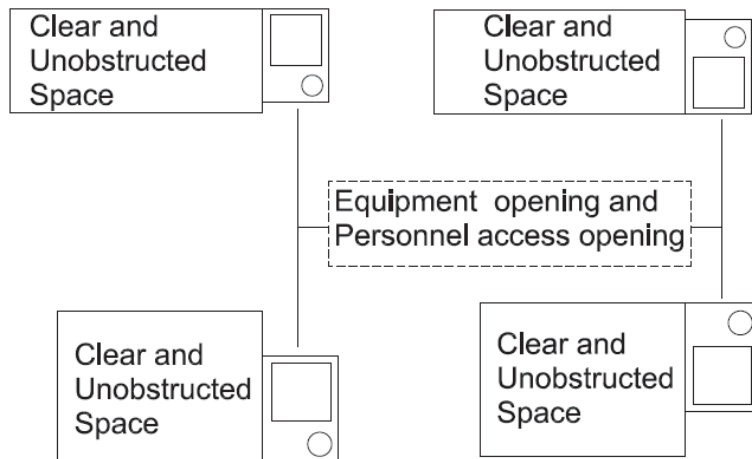 Clear and
Unobstructed
Space
Clear and
Unobstructed
Space
Equipment opening and
Personnel access opening
Clear and
Unobstructed
Space
Clear and
Unobstructed
Space